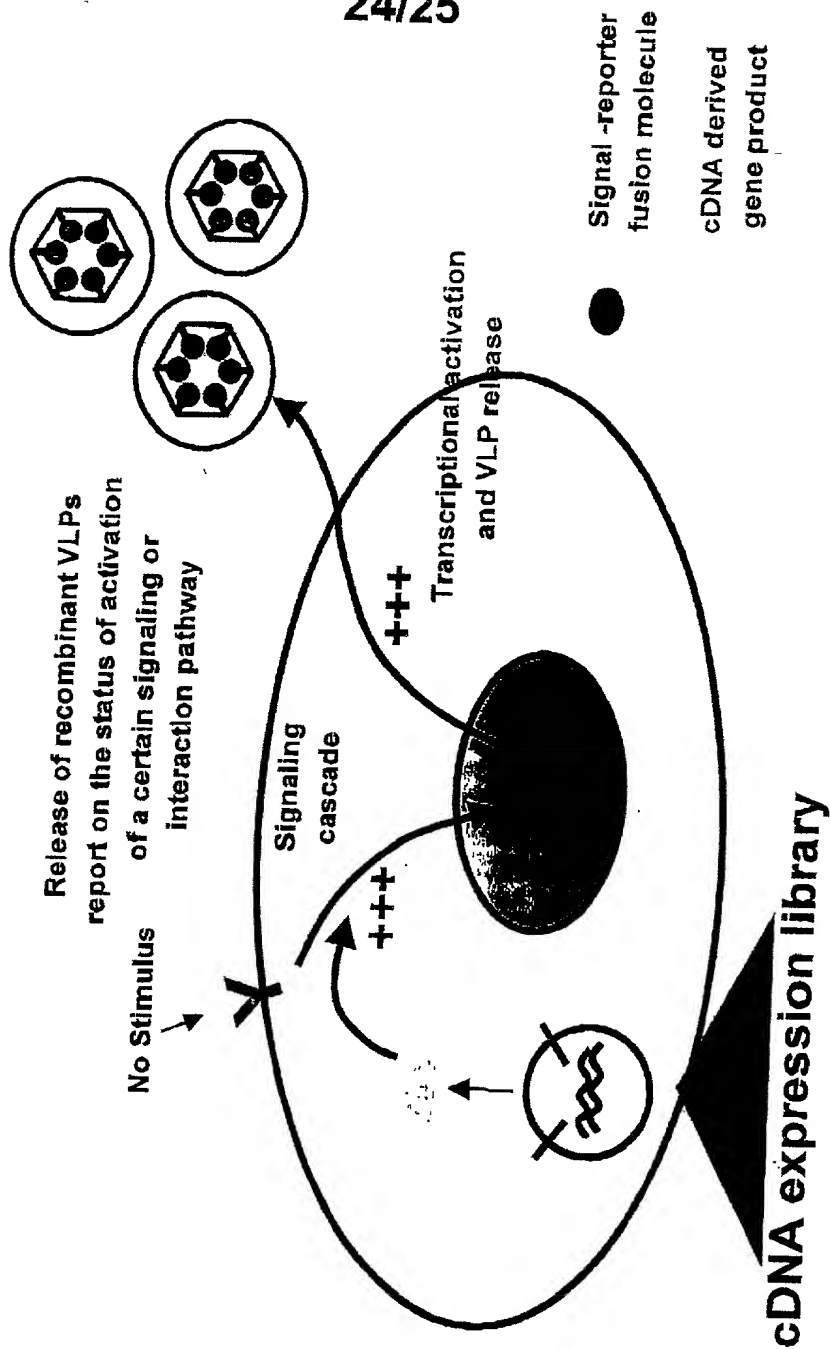 24/25
Release of recombinant VLPs
report on the status of activation
of a certain signaling or
interaction pathway
No Stimulus
Signaling
cascade
+++
+++
Transcriptional activation
and VLP release
Signal -reporter
fusion molecule
cDNA derived
gene product
cDNA expression library